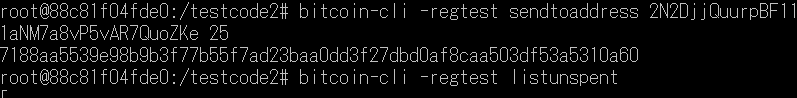 root@88c81f04fde0:/testcode2# bitcoin-cli -regtest sendtoaddress 2N2DjjQuurpBF11
1aNM7a8vP5vAR7QuoZKe 25
7188aa5539e98b9b3f77b55f7ad23baa0dd3f27dbd0af8caa503df53a5310a60
root@88c81f04fde0:/testcode2# bitcoin-cli -regtest listunspent
[